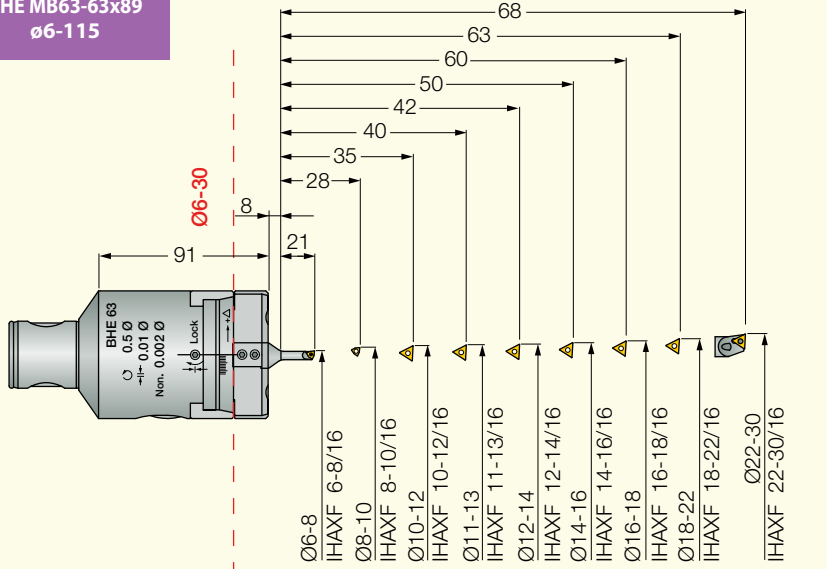 HE MB63-63x89
ø6-115
68
63
60
50
42
40
35
28
8
21
91
Ø6-30
BHE 63
0.5 Ø
0.01 Ø
Non. 0.002 Ø
Lock
+
Ø6-8
IHAXF 6-8/16
Ø8-10
IHAXF 8-10/16
Ø10-12
IHAXF 10-12/16
Ø11-13
IHAXF 11-13/16
Ø12-14
IHAXF 12-14/16
Ø14-16
IHAXF 14-16/16
Ø16-18
IHAXF 16-18/16
Ø18-22
IHAXF 18-22/16
Ø22-30
IHAXF 22-30/16